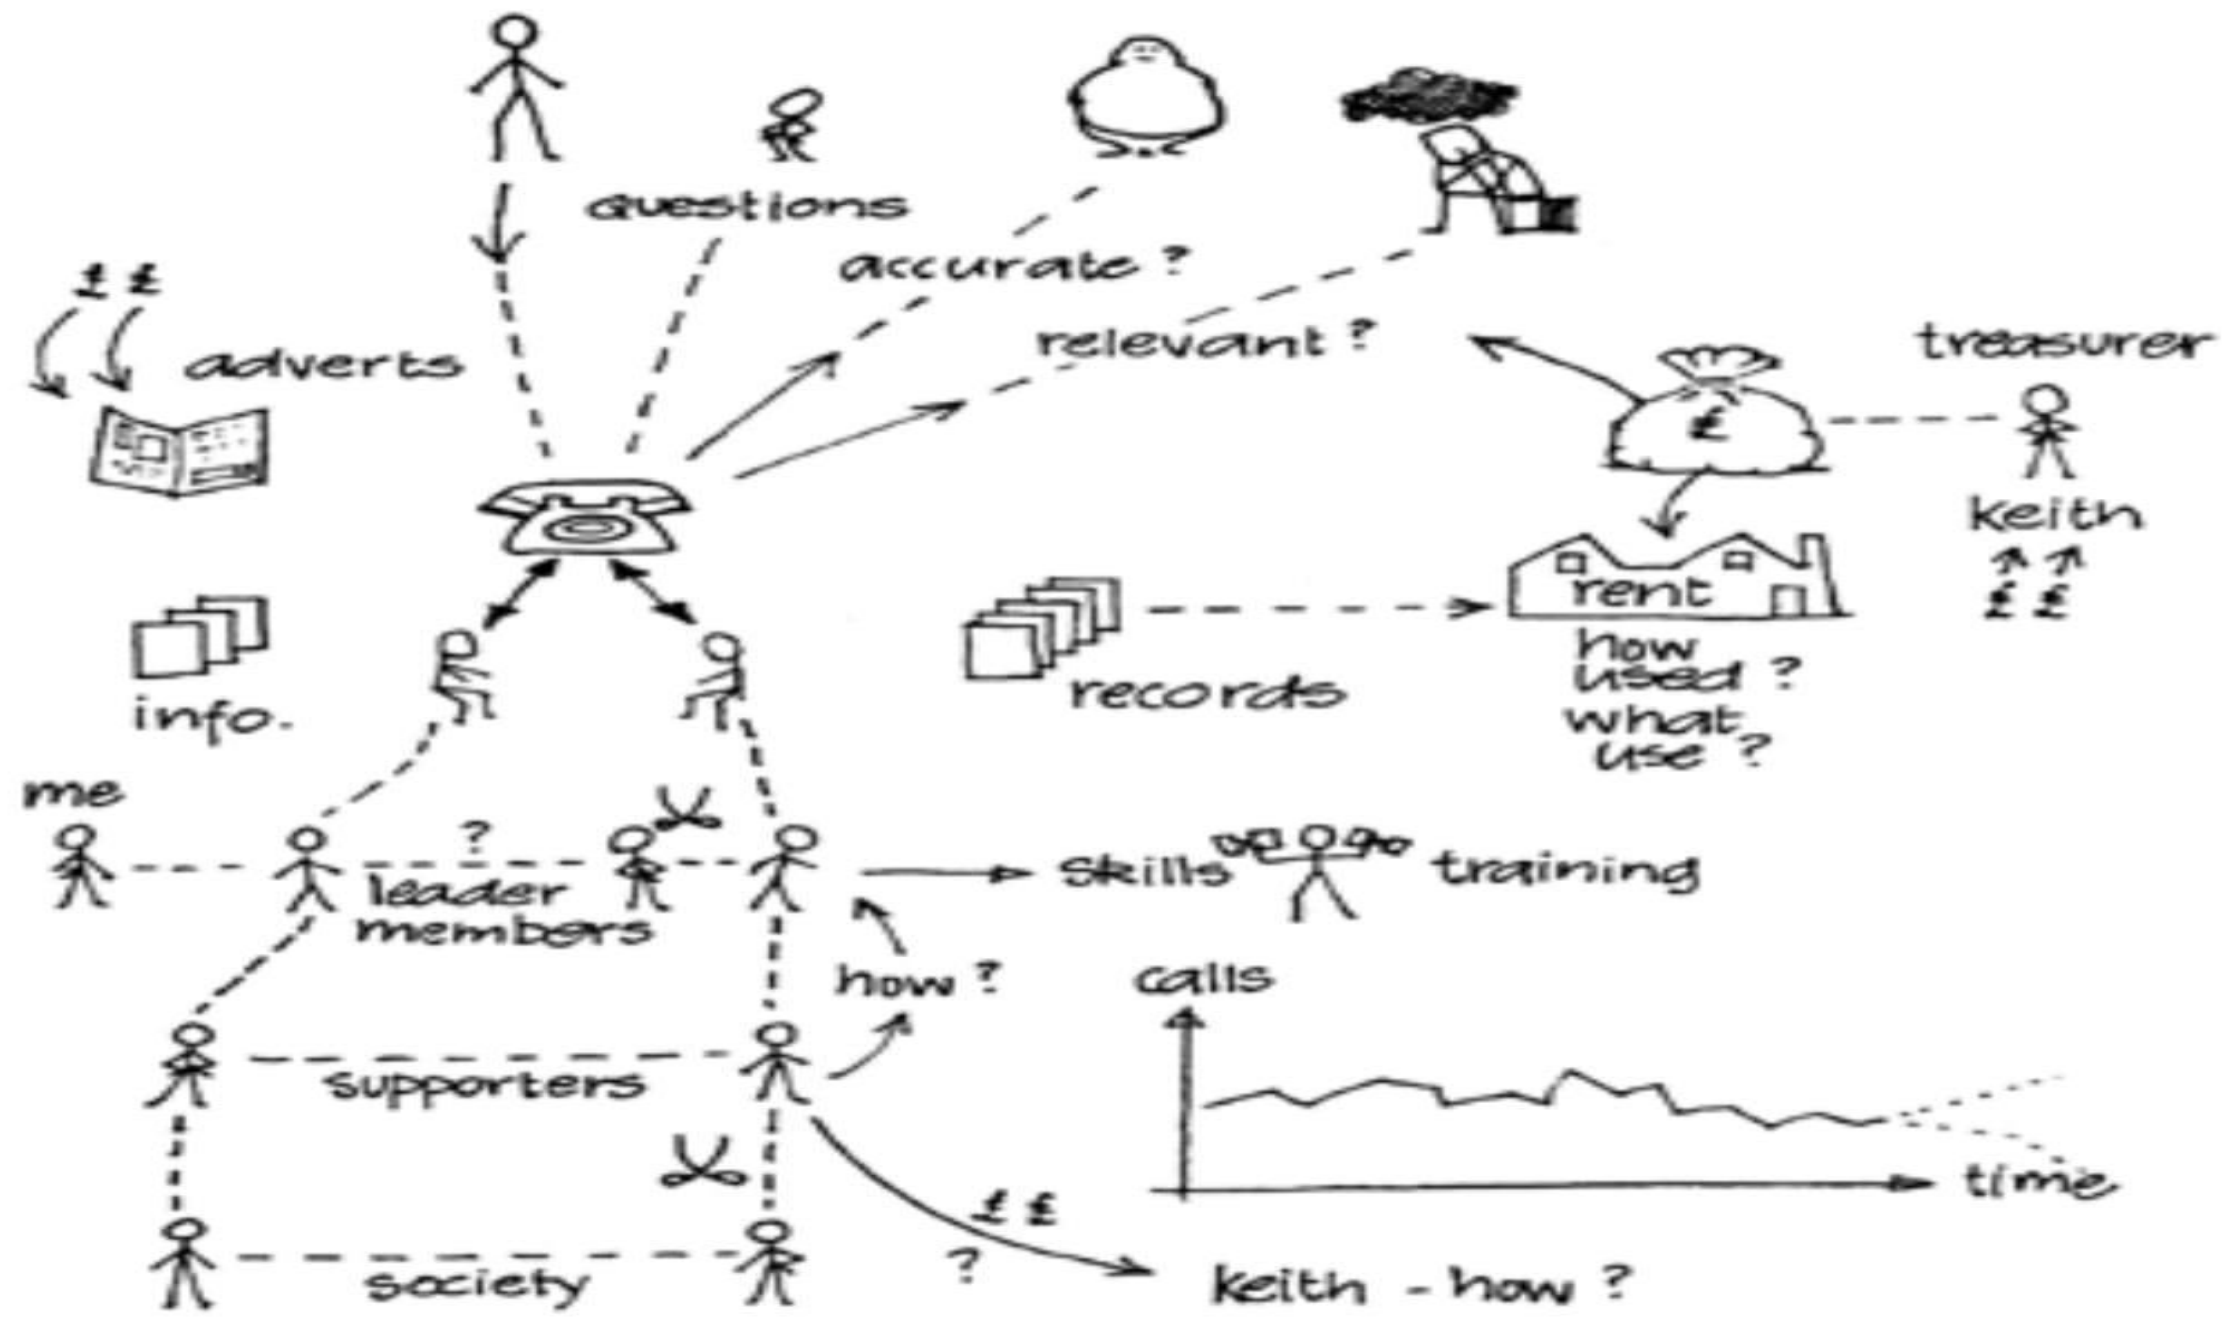 questions
accurate ?
£ £
relevant ?
treasurer
adverts
£
keith
£ £
rent
how
used ?
what
use ?
records
info.
me
?
leader
members
skills
training
how ?
calls
supporters
time
£ £
?
society
keith - how ?